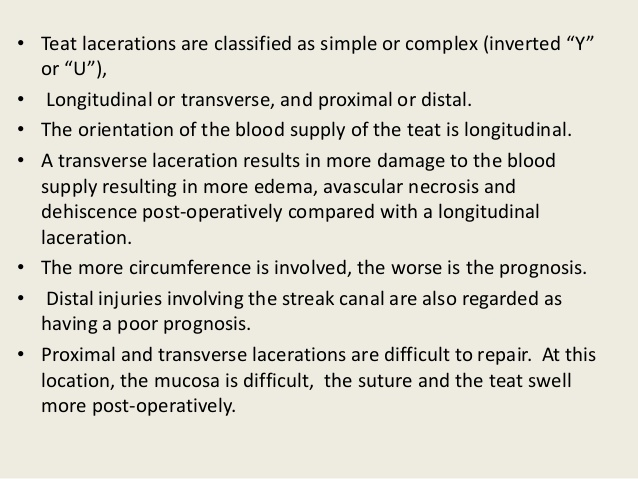 • Teat lacerations are classified as simple or complex (inverted “Y”
or “U”),
• Longitudinal or transverse, and proximal or distal.
• The orientation of the blood supply of the teat is longitudinal.
• A transverse laceration results in more damage to the blood
supply resulting in more edema, avascular necrosis and
dehiscence post-operatively compared with a longitudinal
laceration.
• The more circumference is involved, the worse is the prognosis.
• Distal injuries involving the streak canal are also regarded as
having a poor prognosis.
• Proximal and transverse lacerations are difficult to repair. At this
location, the mucosa is difficult, the suture and the teat swell
more post-operatively.